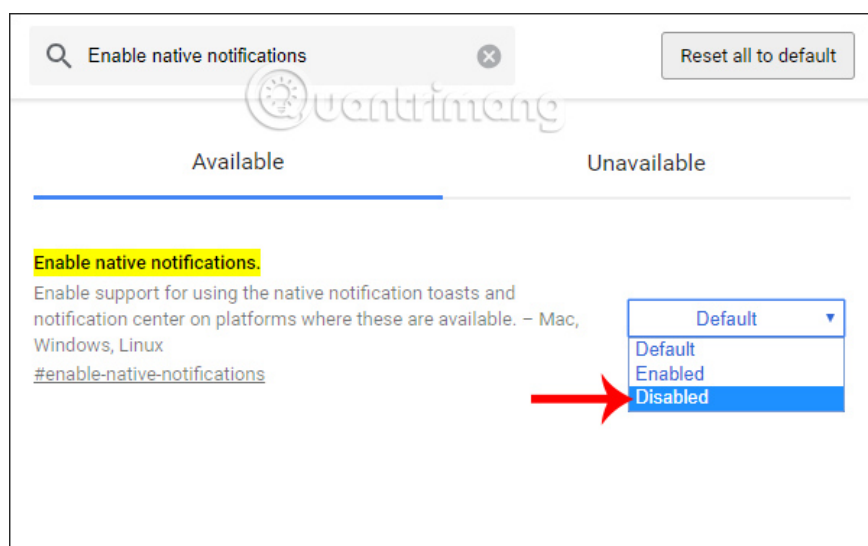 Enable native notifications
Reset all to default
Quantrimang
Available
Unavailable
Enable native notifications.
Enable support for using the native notification toasts and
notification center on platforms where these are available. – Mac,
Windows, Linux
#enable-native-notifications
Default
Default
Enabled
Disabled